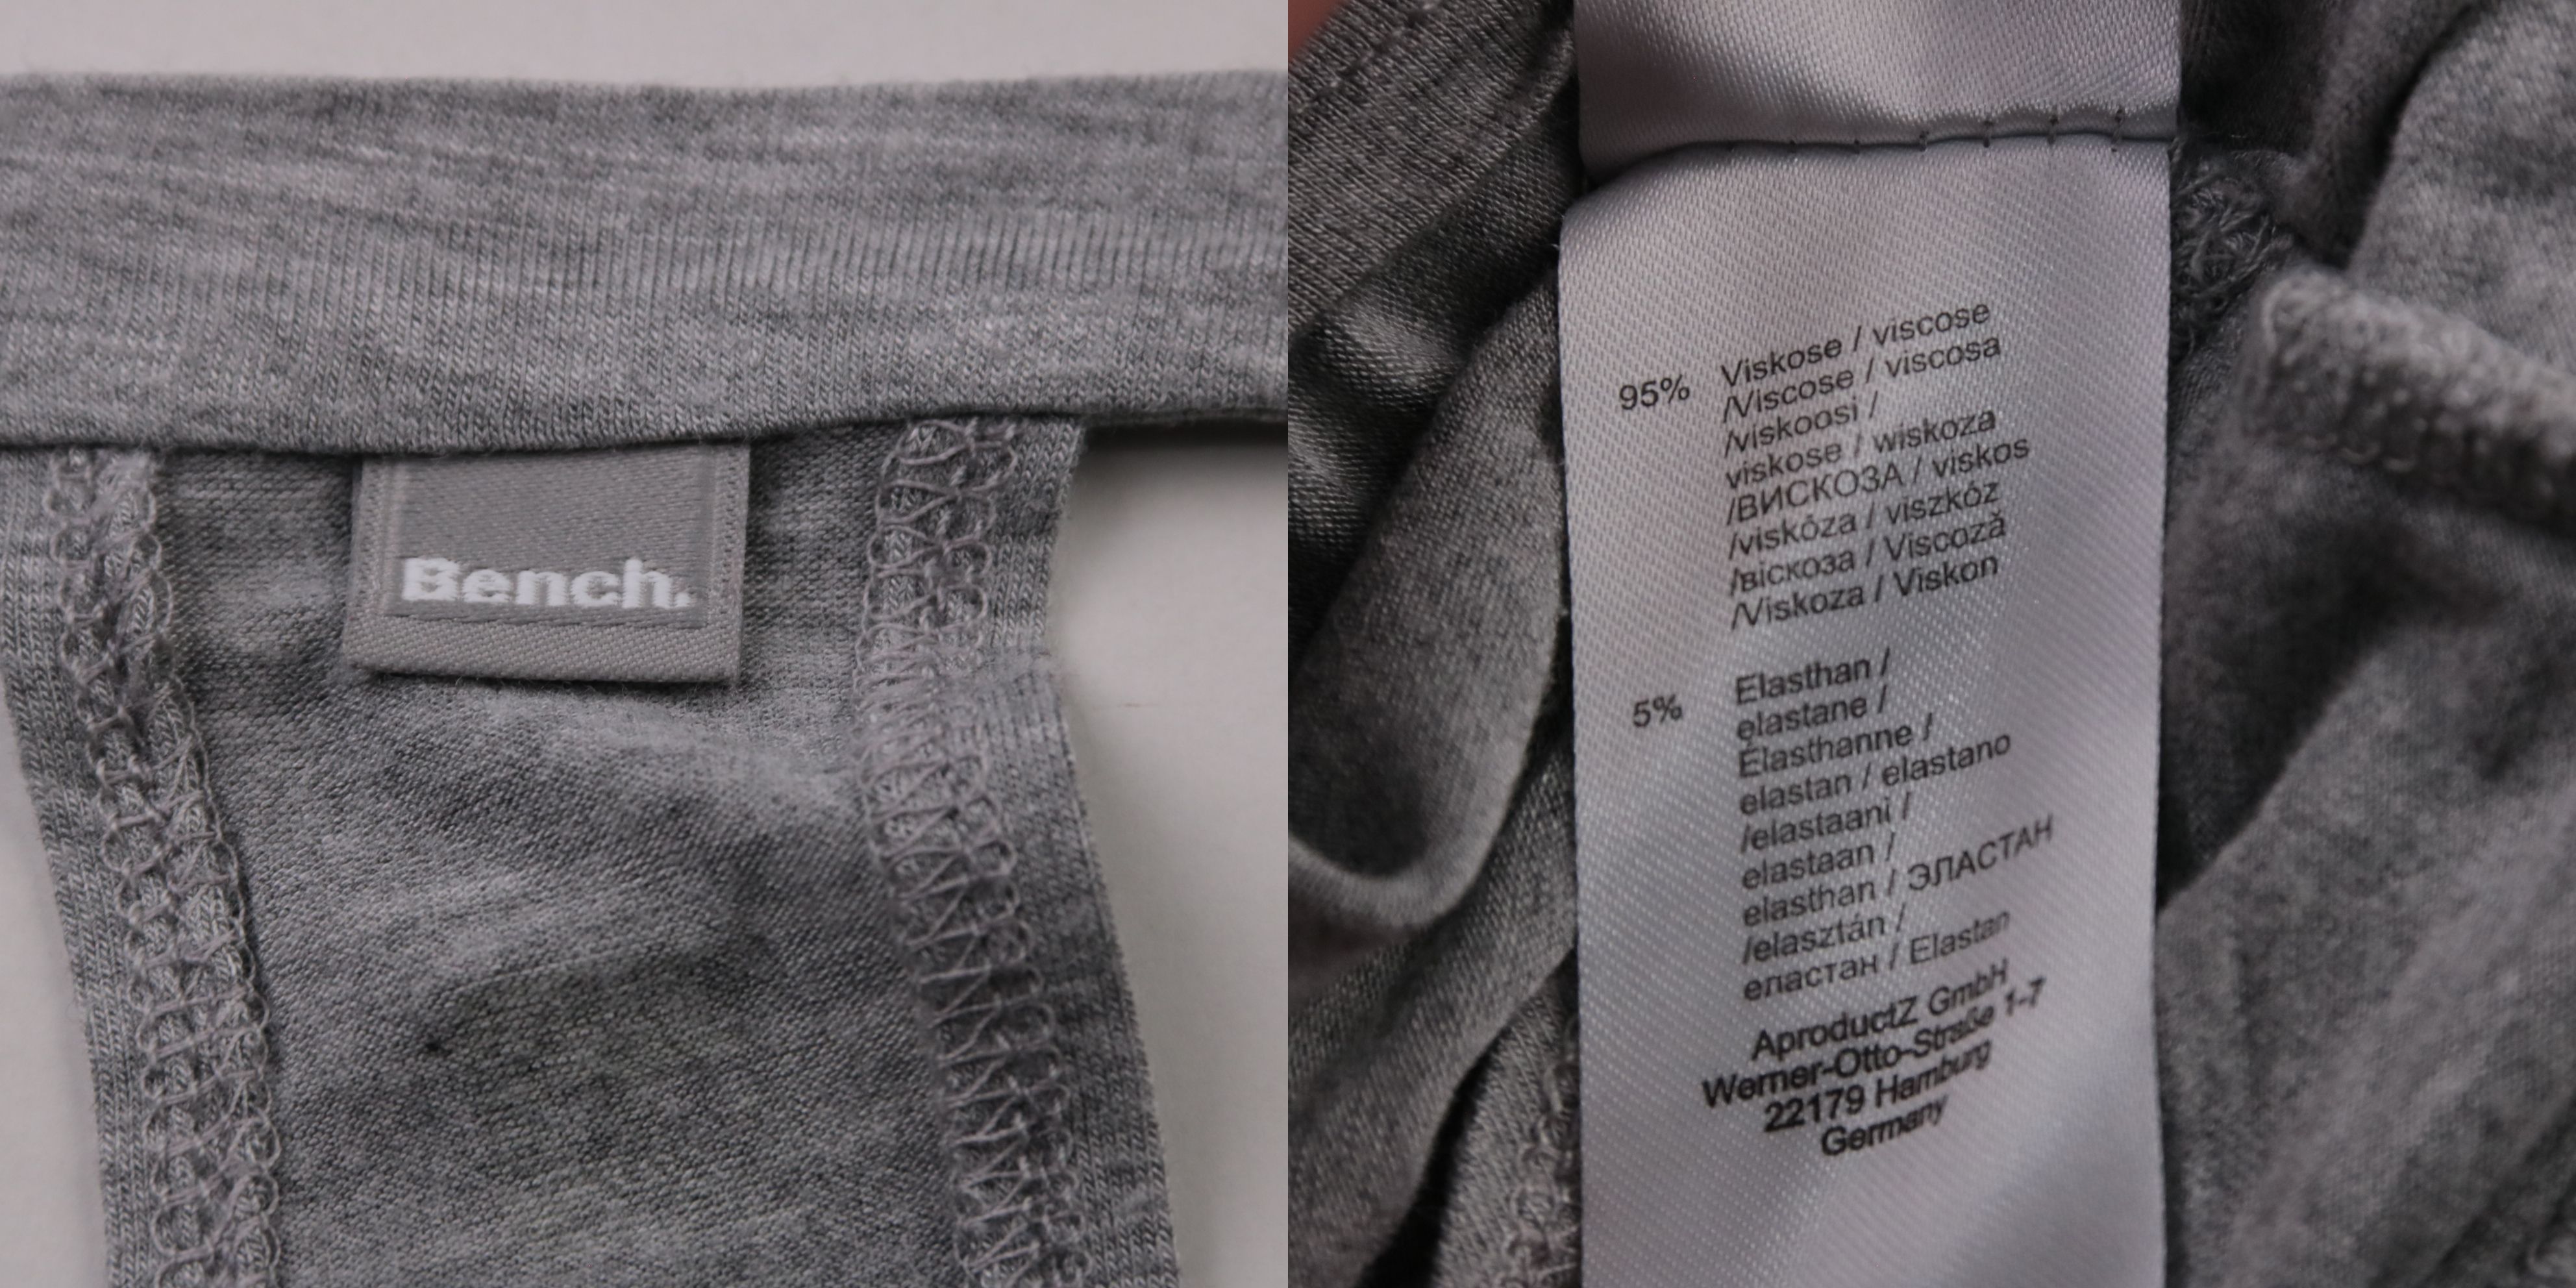 Bench.
95% Viskose / viscose
/Viscose / viscosa
/viskoosi /
viskose / wiskoza
/ВИСКОЗА / viskos
/viskóza / viszkóz
/віскоза / Viscoză
/Viskoza / Viskon
5% Elasthan /
elastane /
Élasthanne /
elastan / elastano
/elastaani /
elastaan /
elasthan / ЭЛАСТАН
/elasztán /
еластан / Elastan
AproductZ GmbH
Werner-Otto-Straße 1-7
22179 Hamburg
Germany